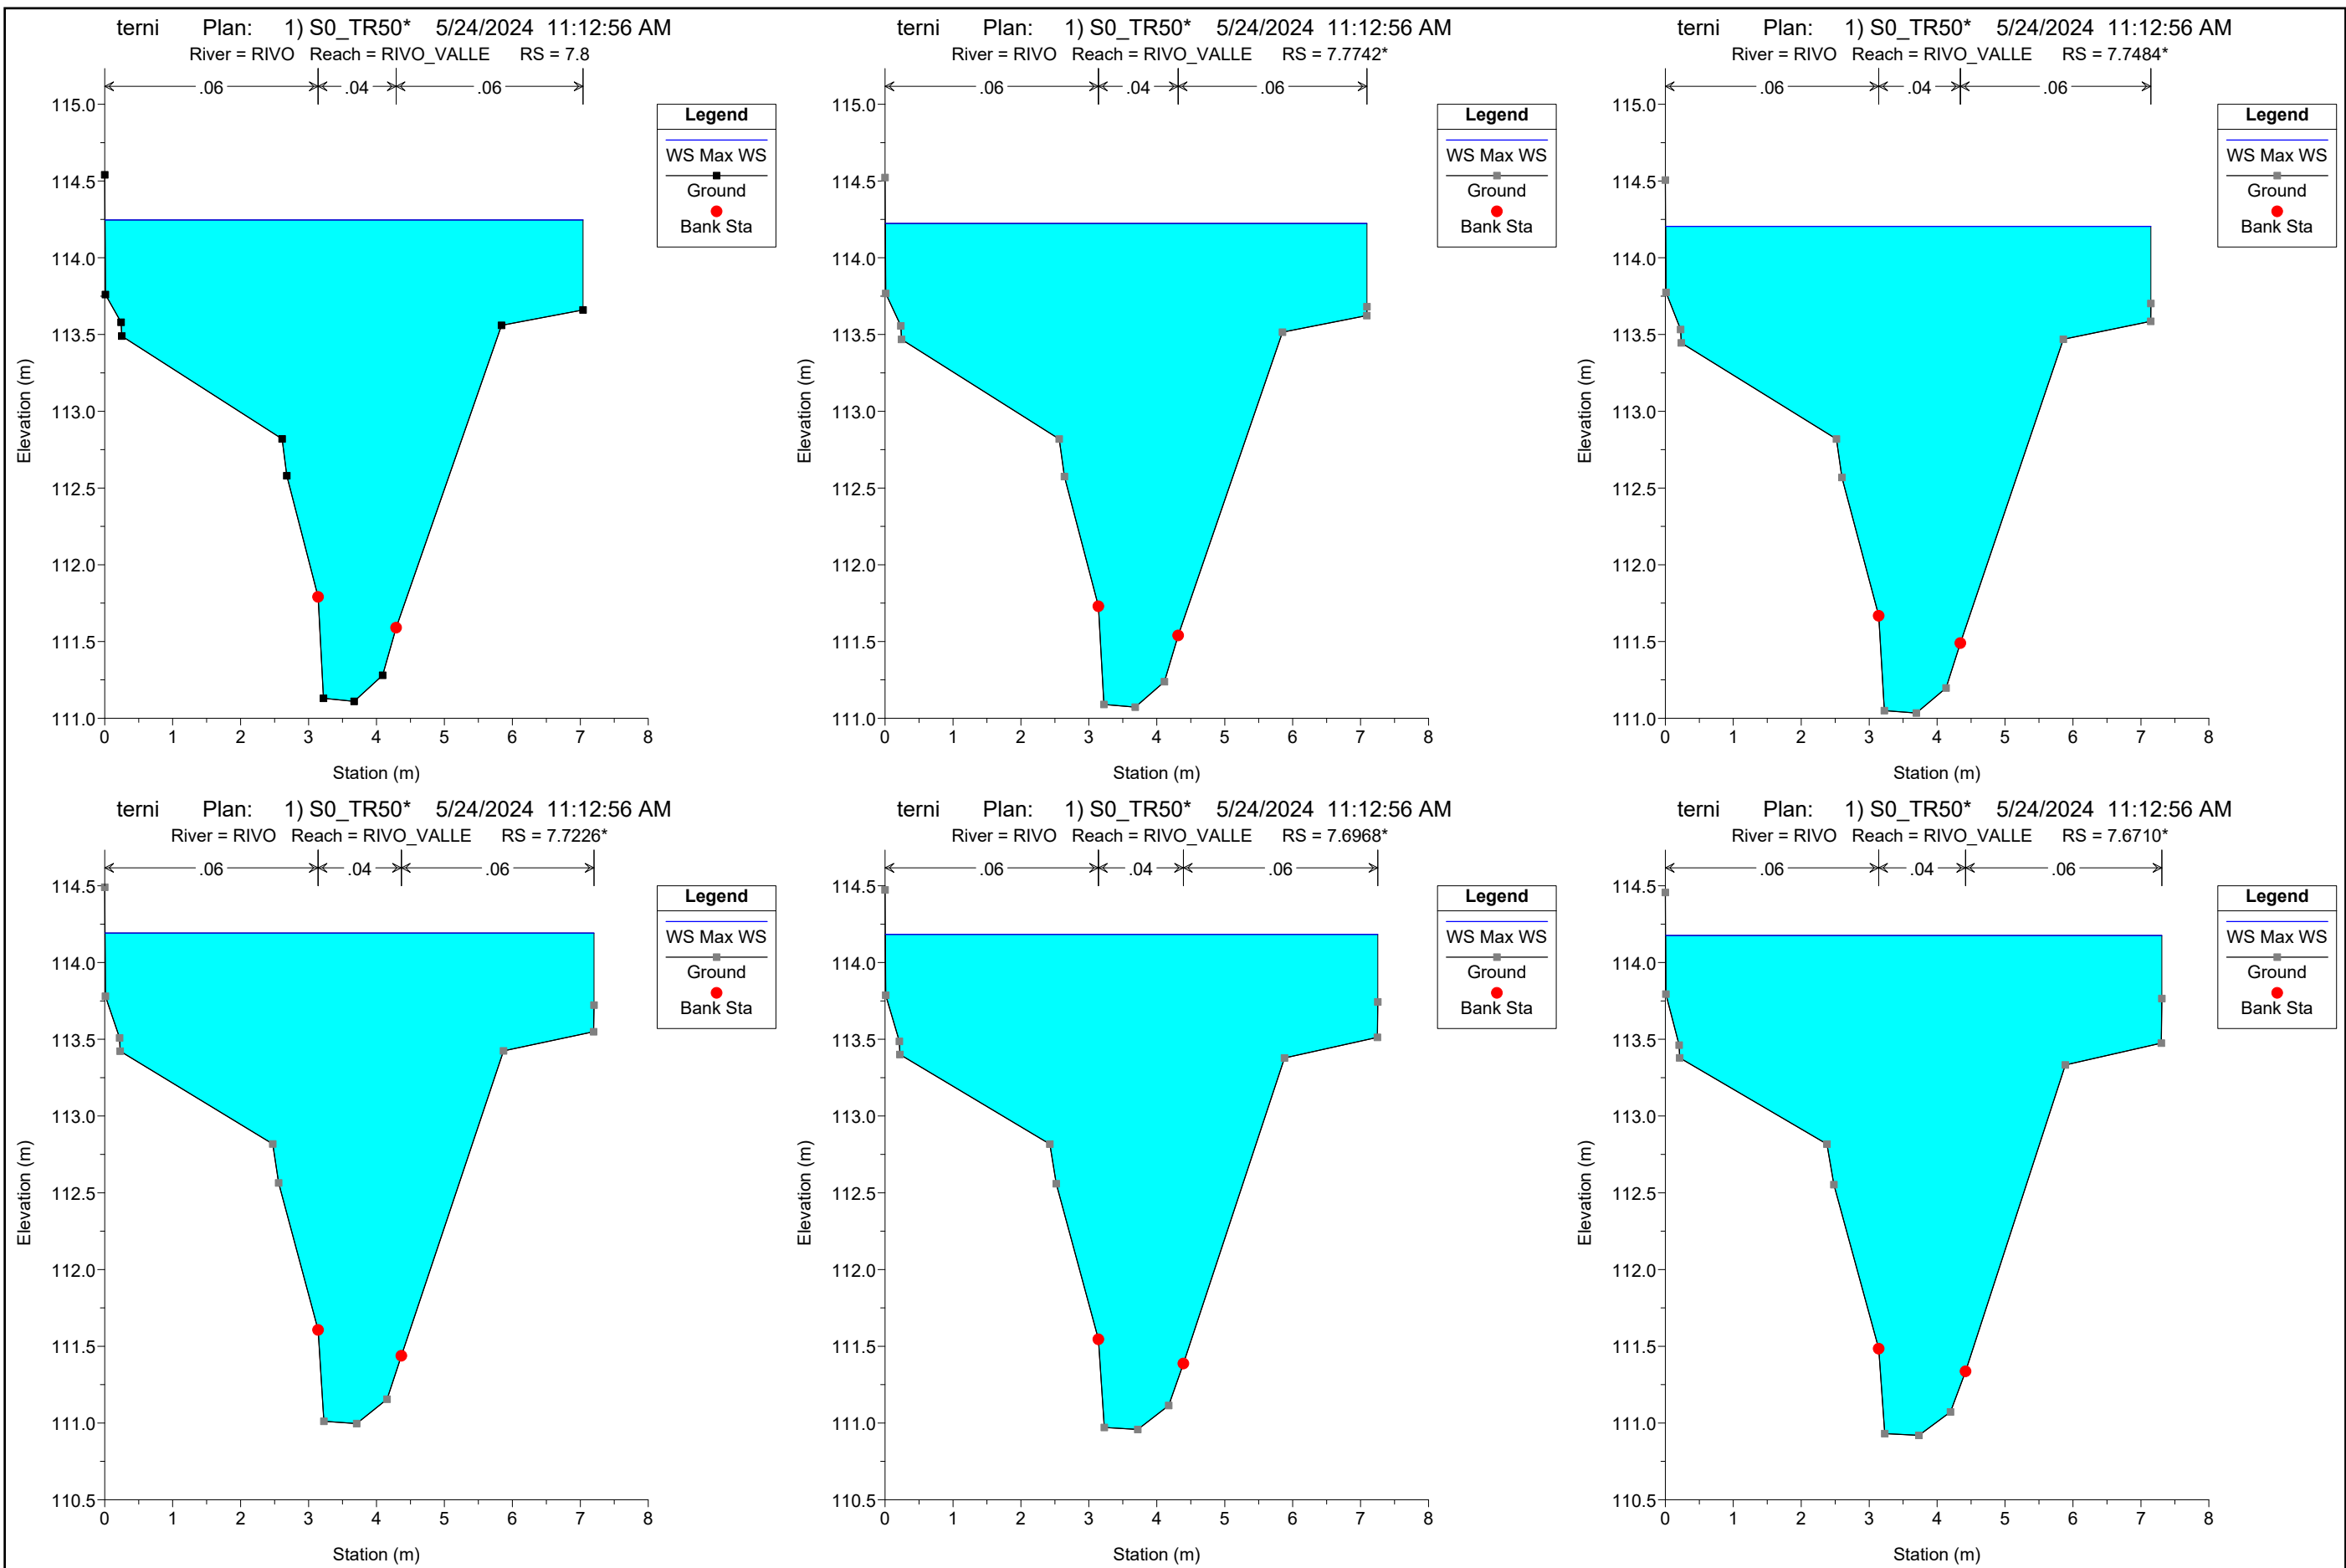 terni Plan: 1) S0_TR50* 5/24/2024 11:12:56 AM
River = RIVO Reach = RIVO_VALLE RS = 7.8
.06 .04 .06
115.0
114.5
114.0
113.5
113.0
112.5
112.0
111.5
111.0
Elevation (m)
0 1 2 3 4 5 6 7 8
Station (m)
Legend
WS Max WS
Ground
Bank Sta
terni Plan: 1) S0_TR50* 5/24/2024 11:12:56 AM
River = RIVO Reach = RIVO_VALLE RS = 7.7742*
.06 .04 .06
115.0
114.5
114.0
113.5
113.0
112.5
112.0
111.5
111.0
Elevation (m)
0 1 2 3 4 5 6 7 8
Station (m)
Legend
WS Max WS
Ground
Bank Sta
terni Plan: 1) S0_TR50* 5/24/2024 11:12:56 AM
River = RIVO Reach = RIVO_VALLE RS = 7.7484*
.06 .04 .06
115.0
114.5
114.0
113.5
113.0
112.5
112.0
111.5
111.0
Elevation (m)
0 1 2 3 4 5 6 7 8
Station (m)
Legend
WS Max WS
Ground
Bank Sta
terni Plan: 1) S0_TR50* 5/24/2024 11:12:56 AM
River = RIVO Reach = RIVO_VALLE RS = 7.7226*
.06 .04 .06
114.5
114.0
113.5
113.0
112.5
112.0
111.5
111.0
110.5
Elevation (m)
0 1 2 3 4 5 6 7 8
Station (m)
Legend
WS Max WS
Ground
Bank Sta
terni Plan: 1) S0_TR50* 5/24/2024 11:12:56 AM
River = RIVO Reach = RIVO_VALLE RS = 7.6968*
.06 .04 .06
114.5
114.0
113.5
113.0
112.5
112.0
111.5
111.0
110.5
Elevation (m)
0 1 2 3 4 5 6 7 8
Station (m)
Legend
WS Max WS
Ground
Bank Sta
terni Plan: 1) S0_TR50* 5/24/2024 11:12:56 AM
River = RIVO Reach = RIVO_VALLE RS = 7.6710*
.06 .04 .06
114.5
114.0
113.5
113.0
112.5
112.0
111.5
111.0
110.5
Elevation (m)
0 1 2 3 4 5 6 7 8
Station (m)
Legend
WS Max WS
Ground
Bank Sta